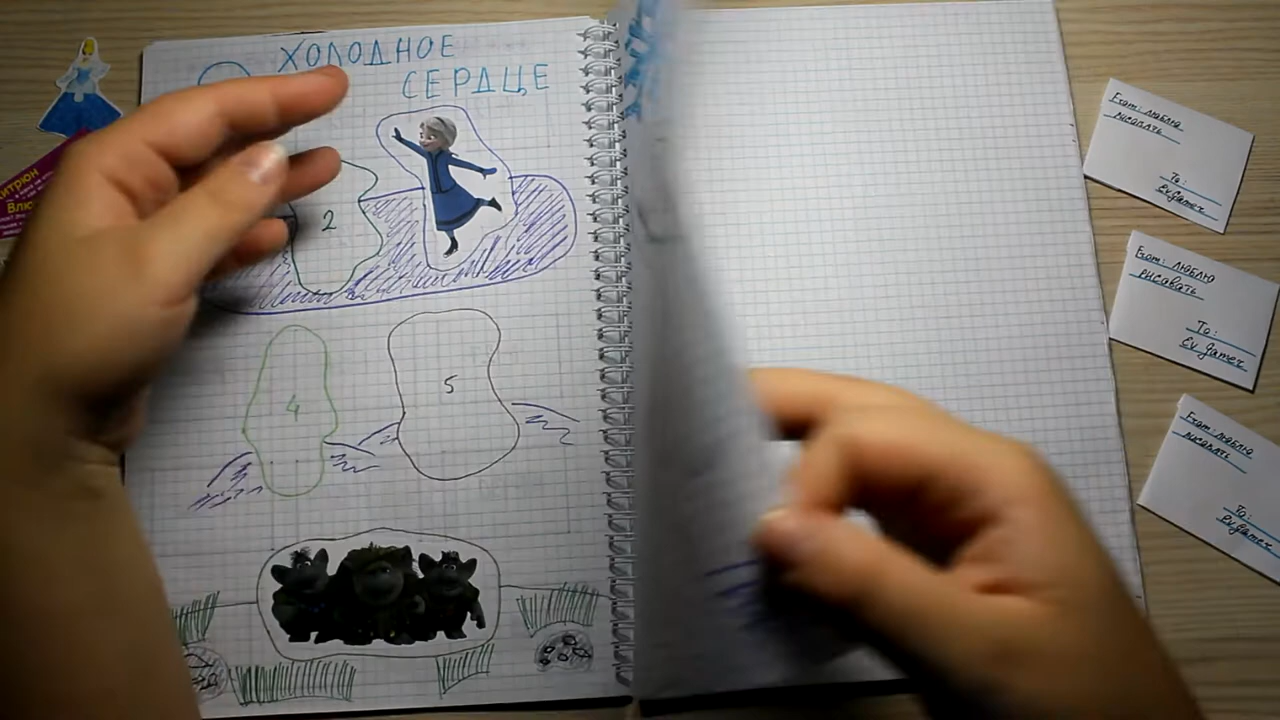 ХОЛОДНОЕ
СЕРДЦЕ
2
4
5
From: люблю
рисовать
To:
Ev gamer
From: люблю
рисовать
To:
Ev gamer
From: люблю
рисовать
To:
Ev gamer